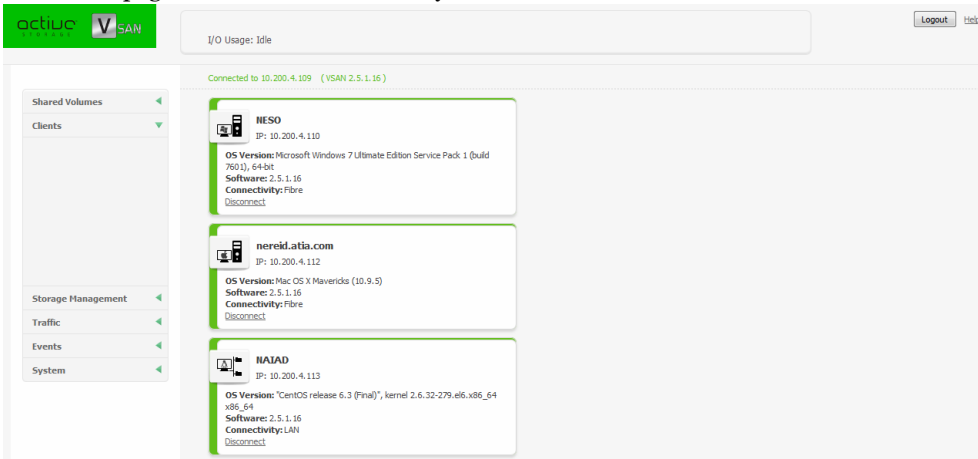 active V SAN
STORAGE
I/O Usage: Idle
Logout Help
Connected to 10.200.4.109 ( VSAN 2.5.1.16 )
Shared Volumes
Clients
Storage Management
Traffic
Events
System
NESO
IP: 10.200.4.110
OS Version: Microsoft Windows 7 Ultimate Edition Service Pack 1 (build
7601), 64-bit
Software: 2.5.1.16
Connectivity: Fibre
Disconnect
nereid.atia.com
IP: 10.200.4.112
OS Version: Mac OS X Mavericks (10.9.5)
Software: 2.5.1.16
Connectivity: Fibre
Disconnect
NAIAD
IP: 10.200.4.113
OS Version: "CentOS release 6.3 (Final)", kernel 2.6.32-279.el6.x86_64
x86_64
Software: 2.5.1.16
Connectivity: LAN
Disconnect